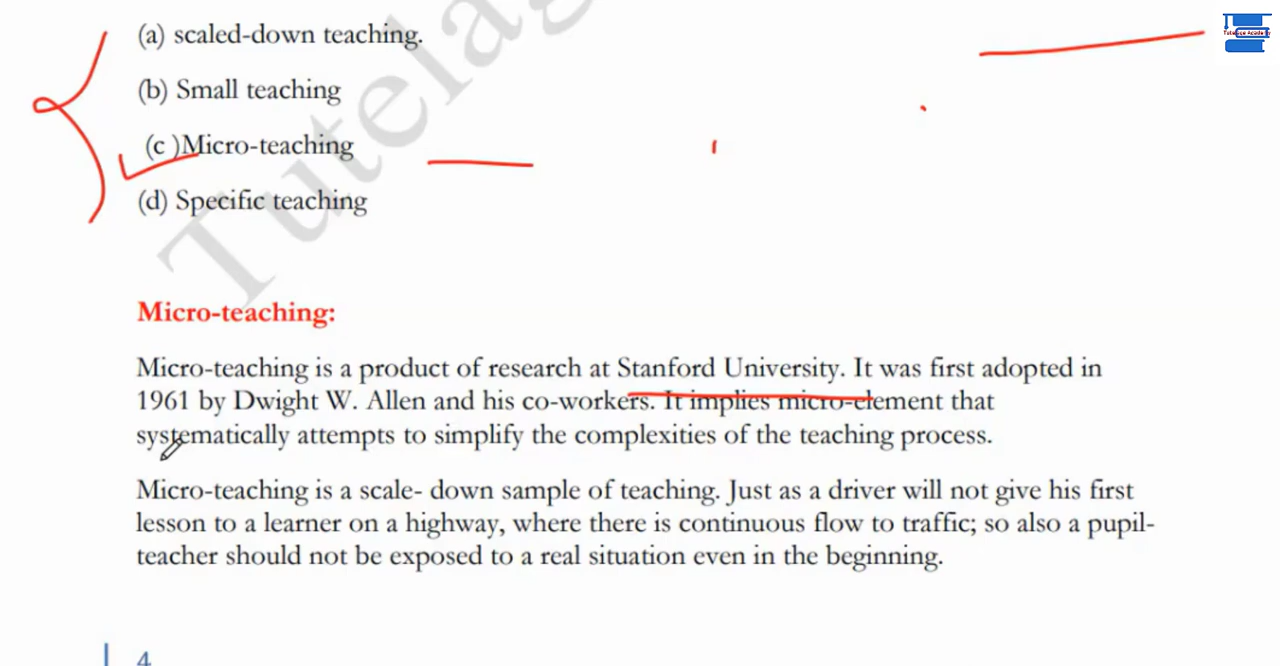 Tutelage Academy
(a) scaled-down teaching.
(b) Small teaching
(c )Micro-teaching
(d) Specific teaching
Tutelag
Micro-teaching:
Micro-teaching is a product of research at Stanford University. It was first adopted in
1961 by Dwight W. Allen and his co-workers. It implies micro-element that
systematically attempts to simplify the complexities of the teaching process.
Micro-teaching is a scale- down sample of teaching. Just as a driver will not give his first
lesson to a learner on a highway, where there is continuous flow to traffic; so also a pupil-
teacher should not be exposed to a real situation even in the beginning.
4